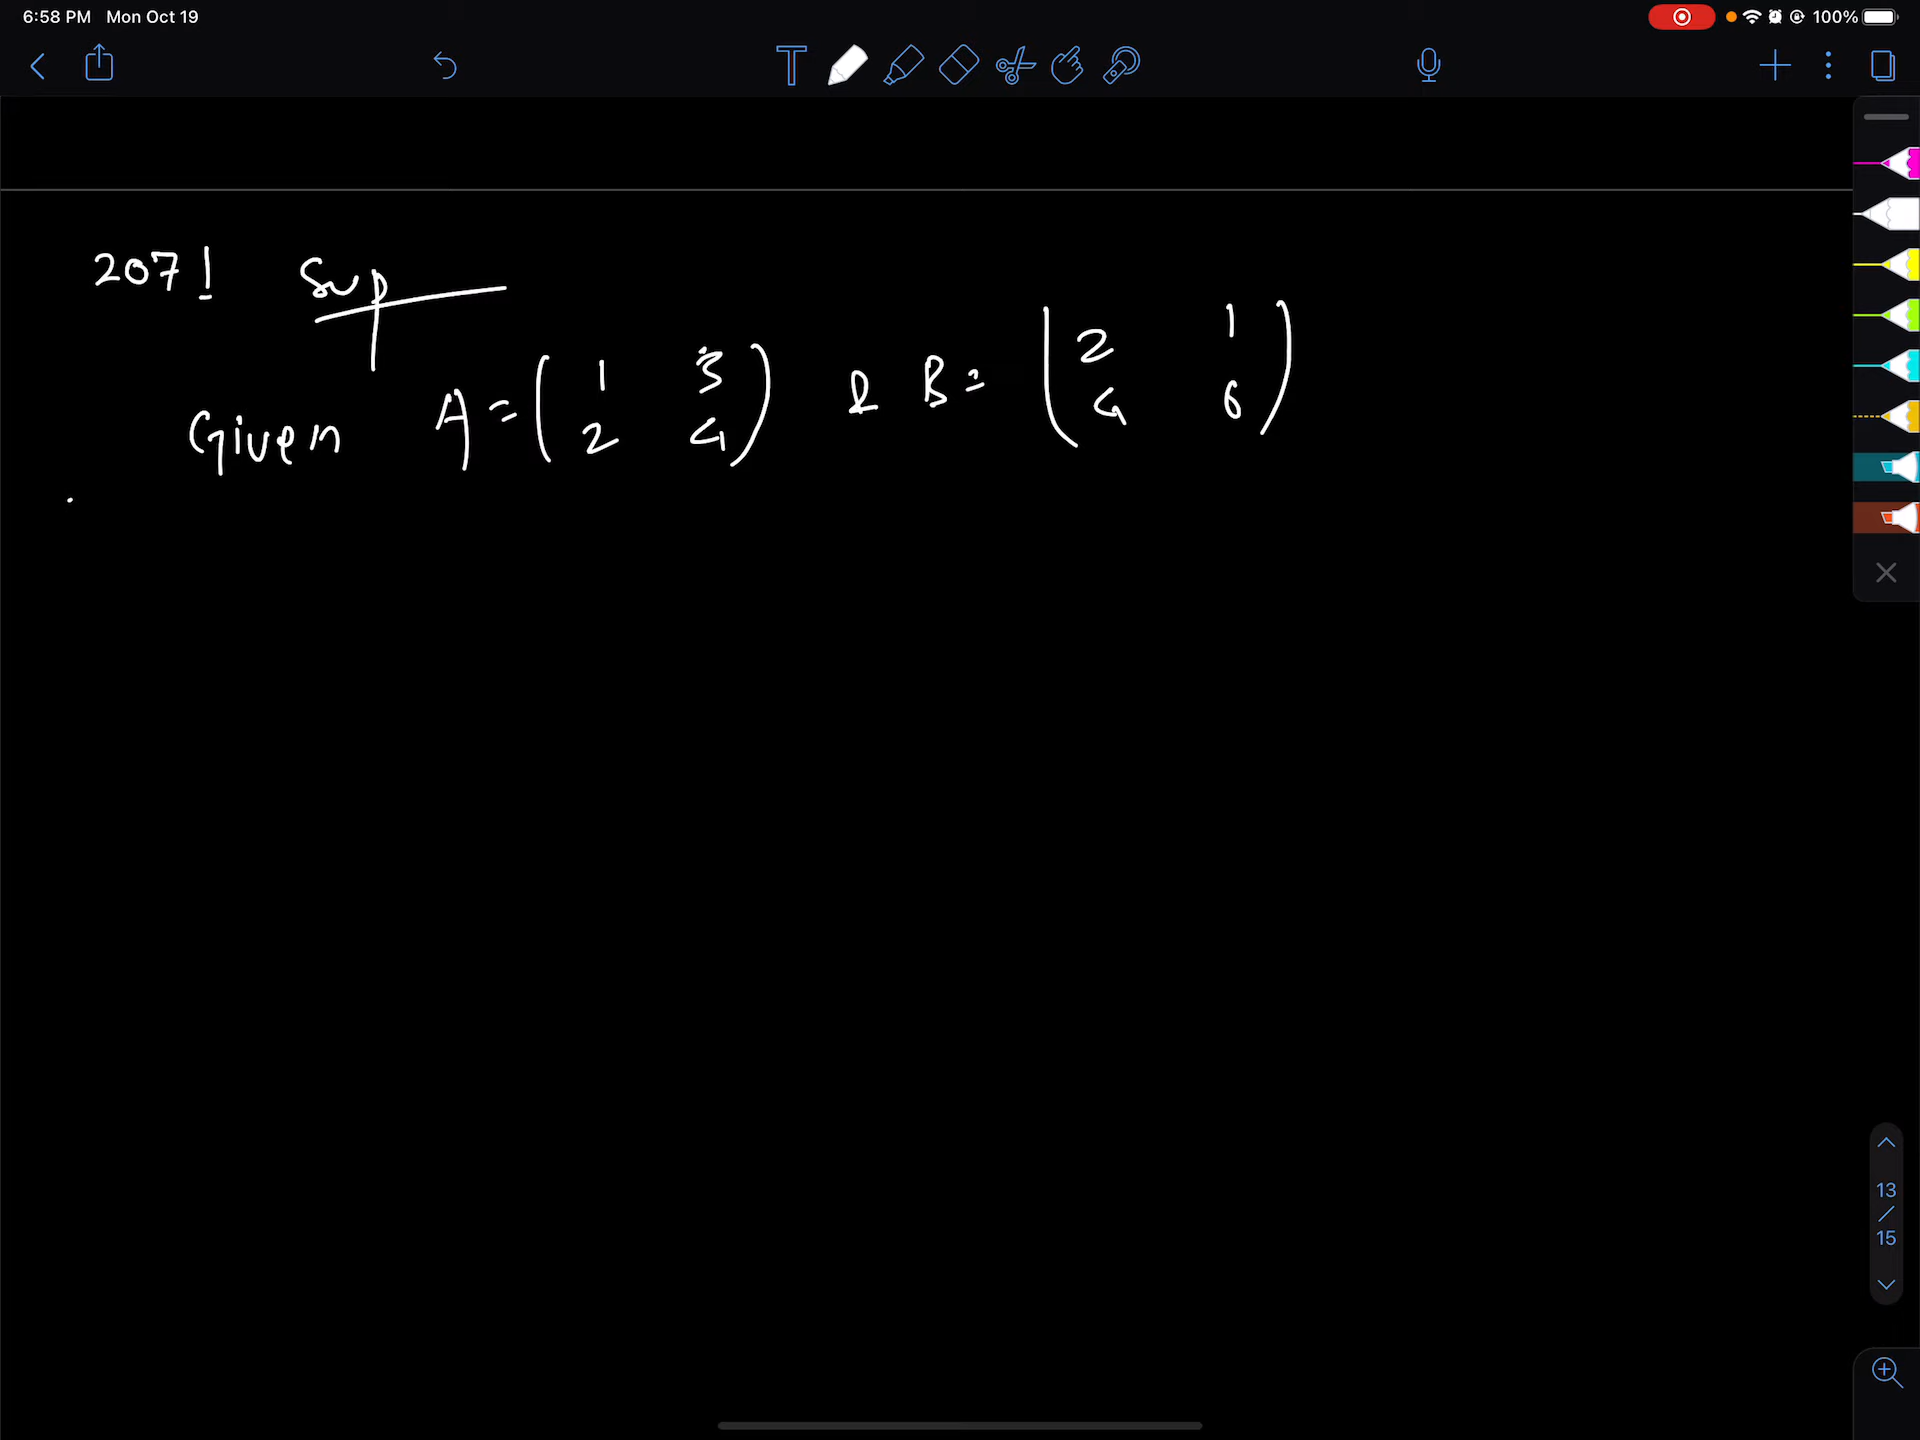 6:58 PM Mon Oct 19 100%
T
207! Sup
Given A = ( 1 3 ) & B = ( 2 1 )
2 4 4 6
13
/
15